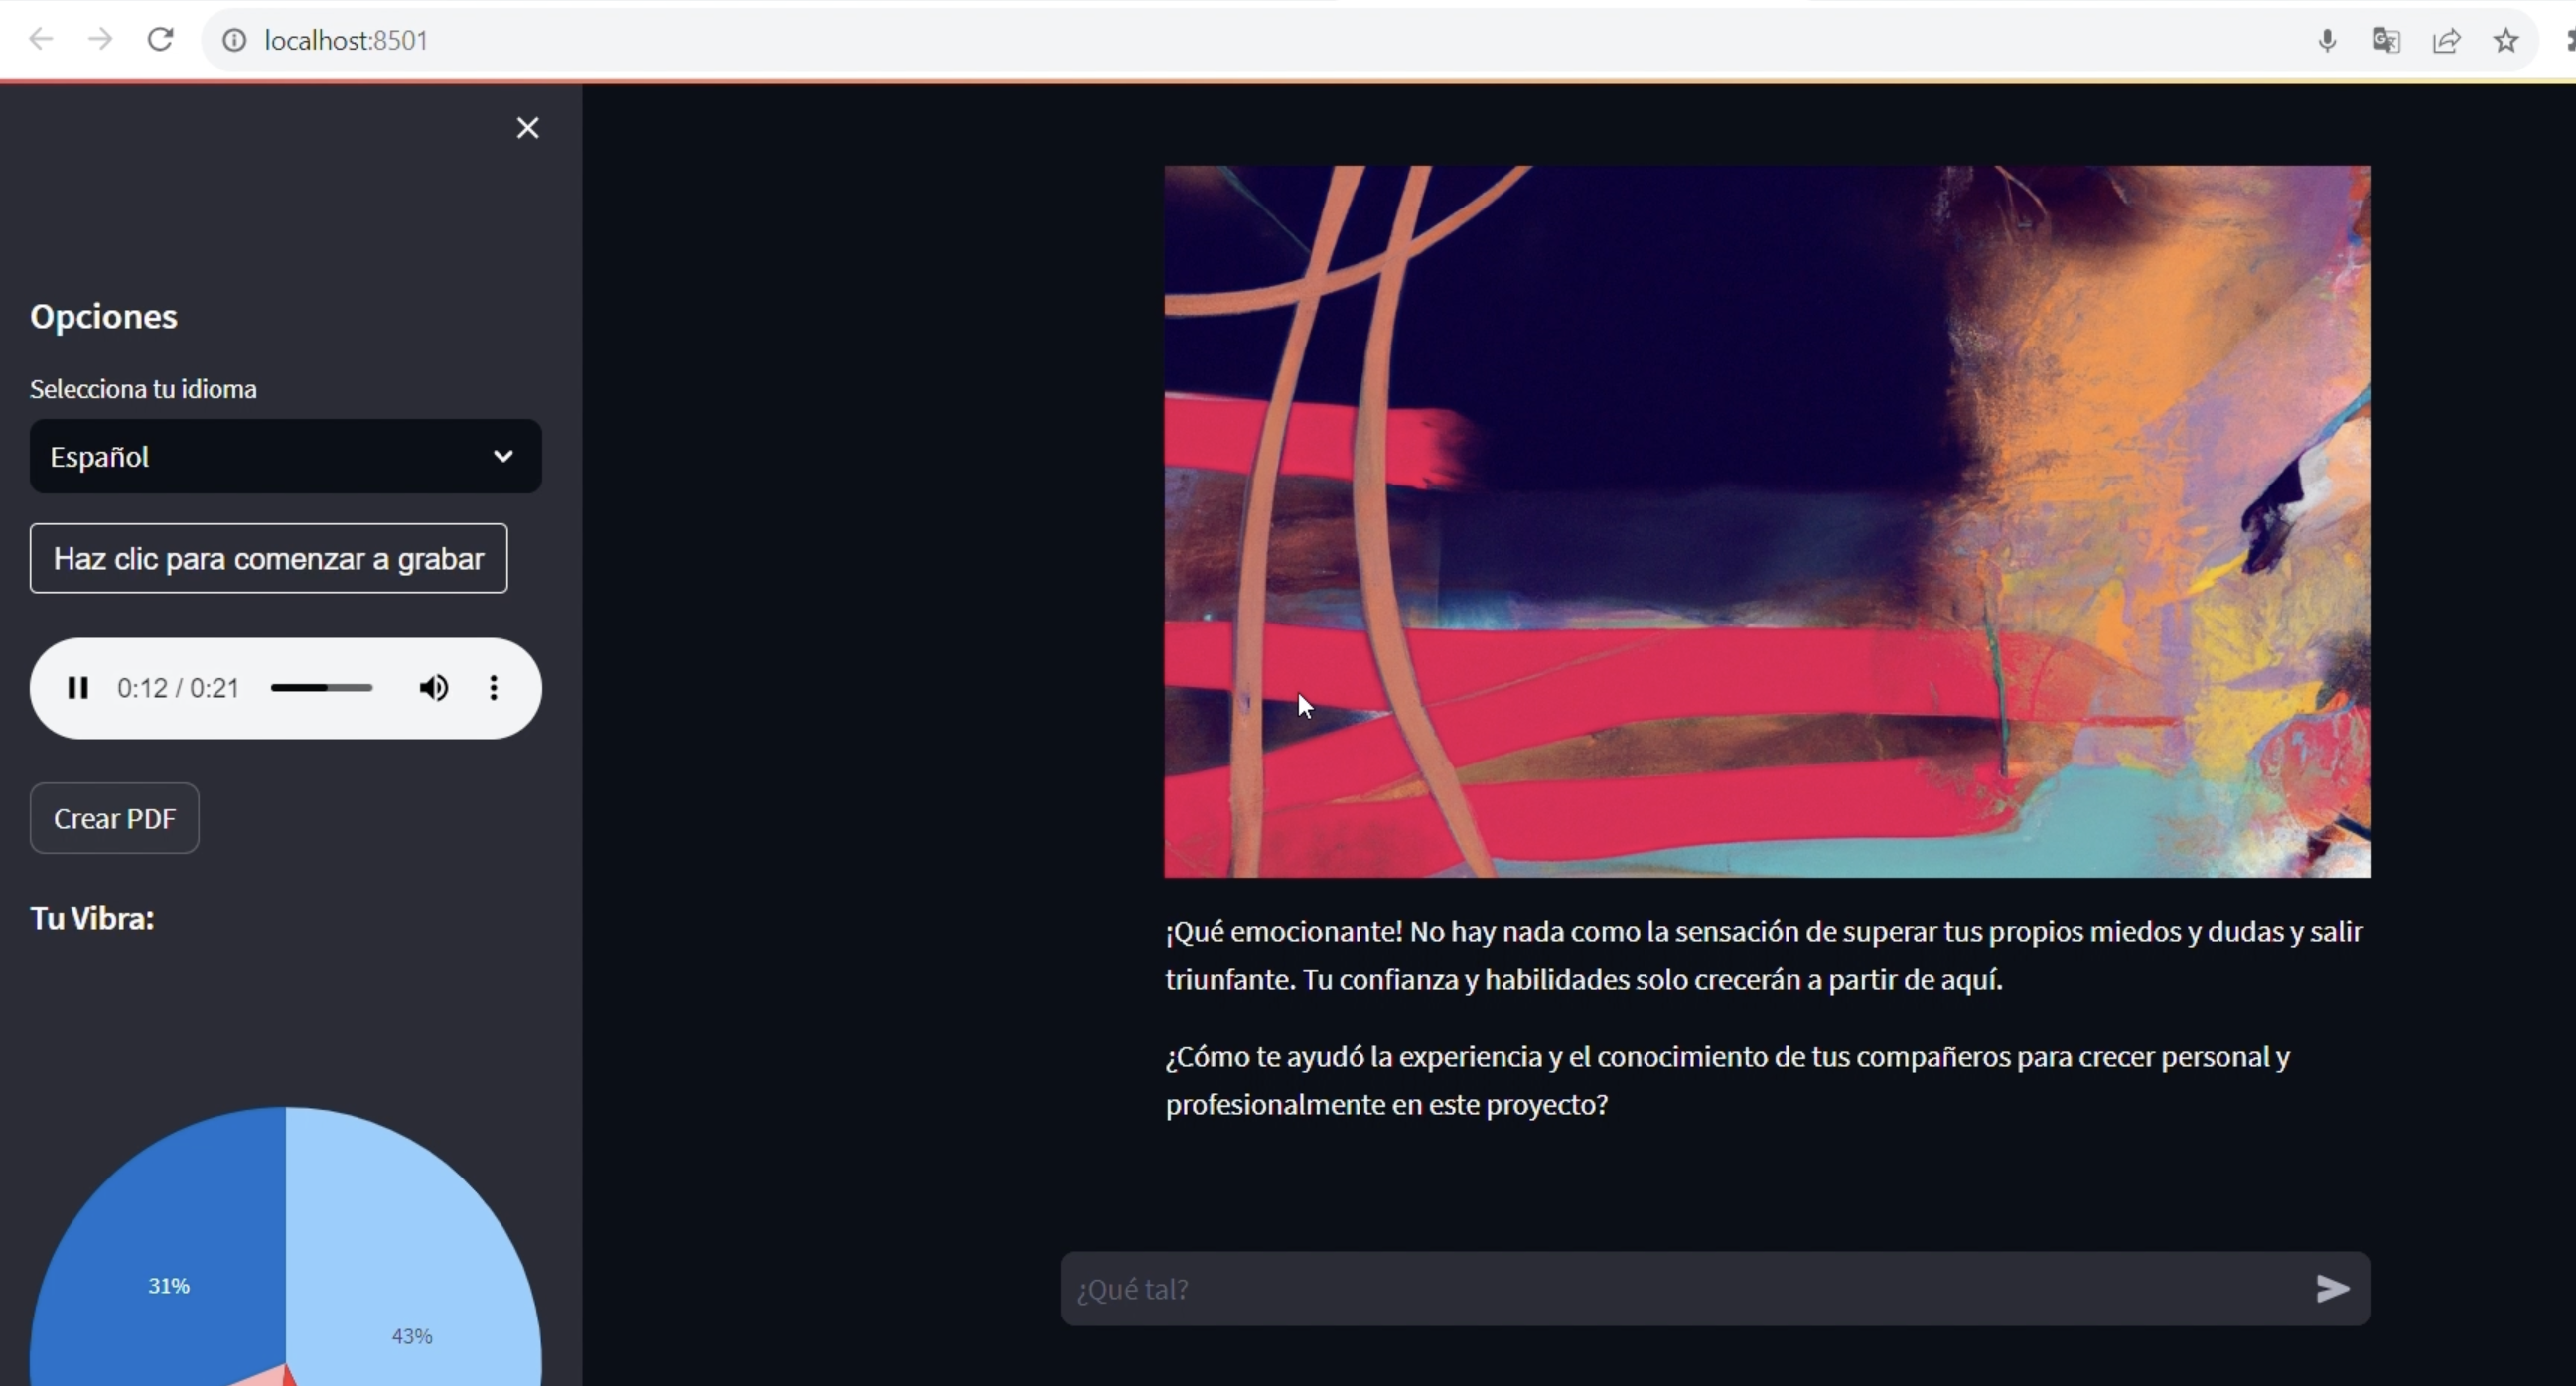 localhost:8501
Opciones
Selecciona tu idioma
Español
Haz clic para comenzar a grabar
0:12 / 0:21
Crear PDF
Tu Vibra:
31%
43%
¡Qué emocionante! No hay nada como la sensación de superar tus propios miedos y dudas y salir
triunfante. Tu confianza y habilidades solo crecerán a partir de aquí.
¿Cómo te ayudó la experiencia y el conocimiento de tus compañeros para crecer personal y
profesionalmente en este proyecto?
¿Qué tal?